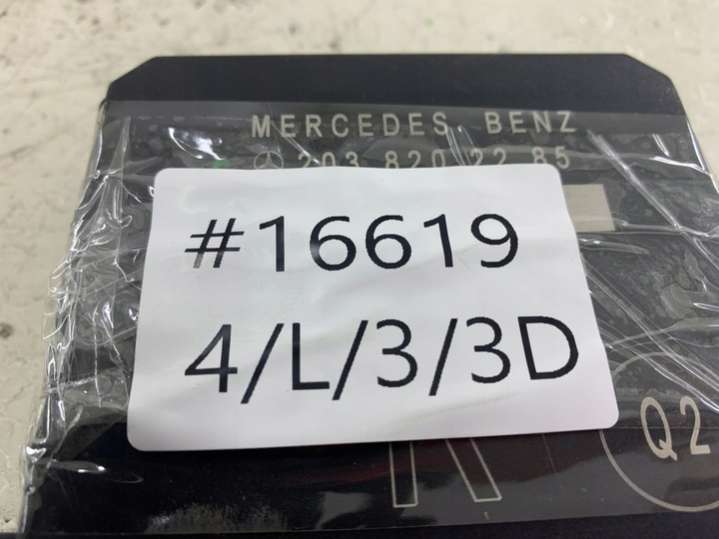 MERCEDES BENZ
203 820 22 85
#16619
4/L/3/3D
Q2